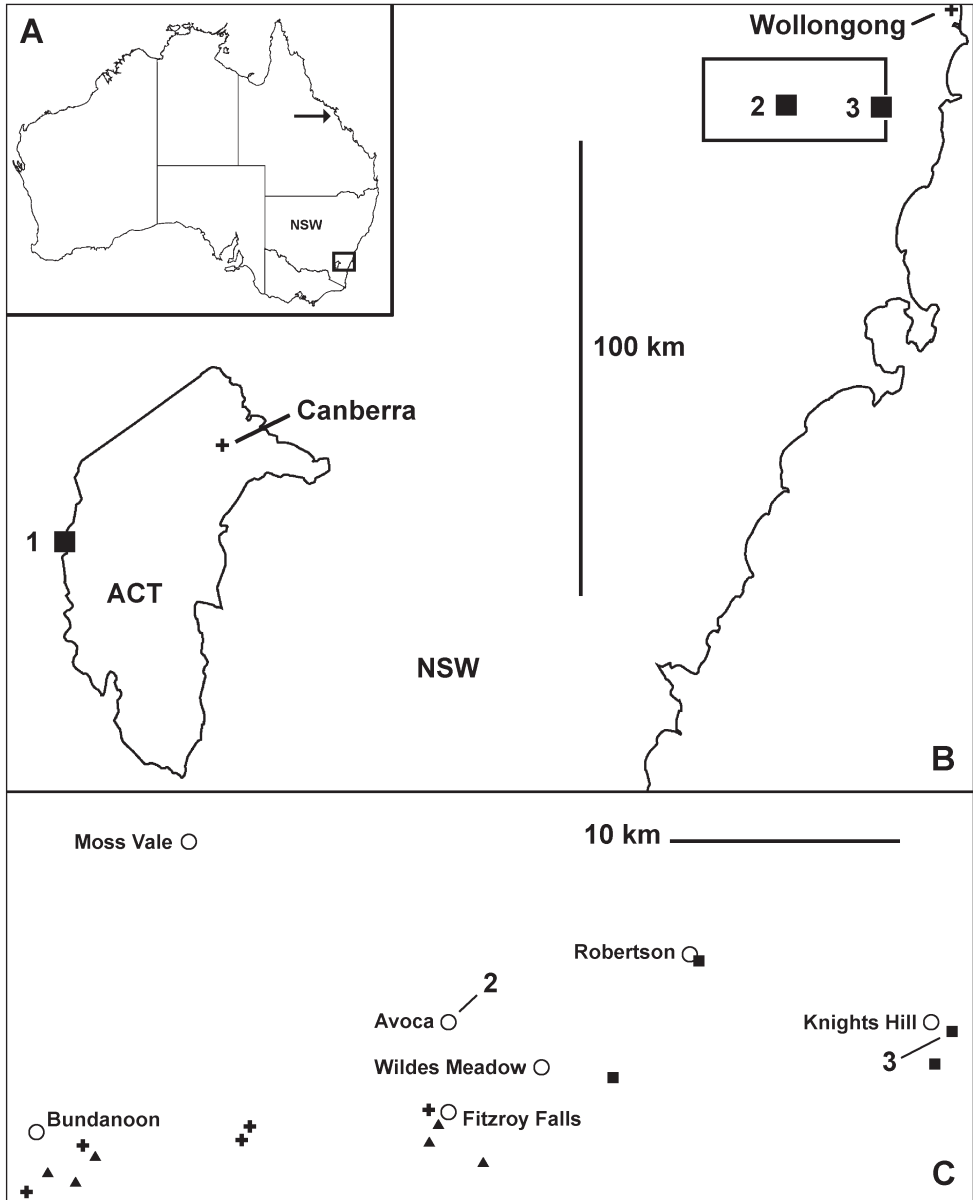 A
NSW
Wollongong
2
3
100 km
Canberra
1
ACT
NSW
B
Moss Vale
10 km
Robertson
2
Avoca
Knights Hill
3
Wildes Meadow
Bundanoon
Fitzroy Falls
C